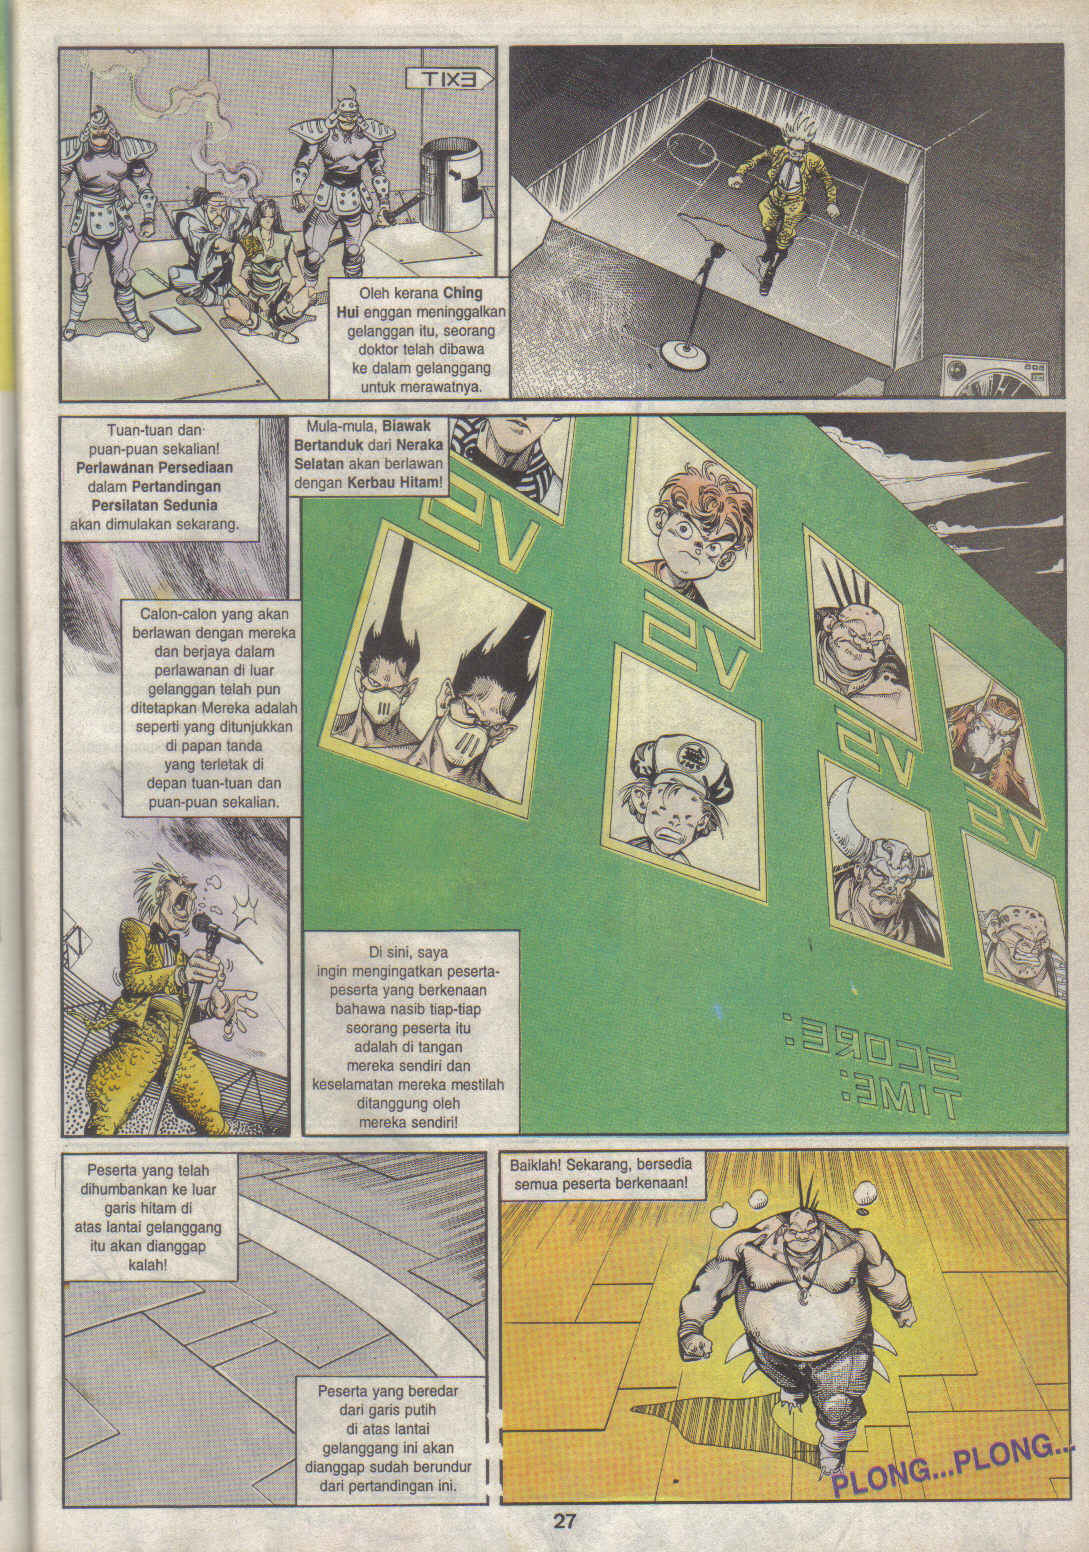 EXIT
Oleh kerana Ching
Hui enggan meninggalkan
gelanggan itu, seorang
doktor telah dibawa
ke dalam gelanggang
untuk merawatnya.
Tuan-tuan dan
puan-puan sekalian!
Perlawanan Persediaan
dalam Pertandingan
Persilatan Sedunia
akan dimulakan sekarang.
Mula-mula, Biawak
Bertanduk dari Neraka
Selatan akan berlawan
dengan Kerbau Hitam!
VS
VS
VS
VS
Calon-calon yang akan
berlawan dengan mereka
dan berjaya dalam
perlawanan di luar
gelanggan telah pun
ditetapkan Mereka adalah
seperti yang ditunjukkan
di papan tanda
yang terletak di
depan tuan-tuan dan
puan-puan sekalian.
Di sini, saya
ingin mengingatkan peserta-
peserta yang berkenaan
bahawa nasib tiap-tiap
seorang peserta itu
adalah di tangan
mereka sendiri dan
keselamatan mereka mestilah
ditanggung oleh
mereka sendiri!
SCORE:
TIME:
Peserta yang telah
dihumbankan ke luar
garis hitam di
atas lantai gelanggang
itu akan dianggap
kalah!
Peserta yang beredar
dari garis putih
di atas lantai
gelanggang ini akan
dianggap sudah berundur
dari pertandingan ini.
Baiklah! Sekarang, bersedia
semua peserta berkenaan!
PLONG...PLONG...
27